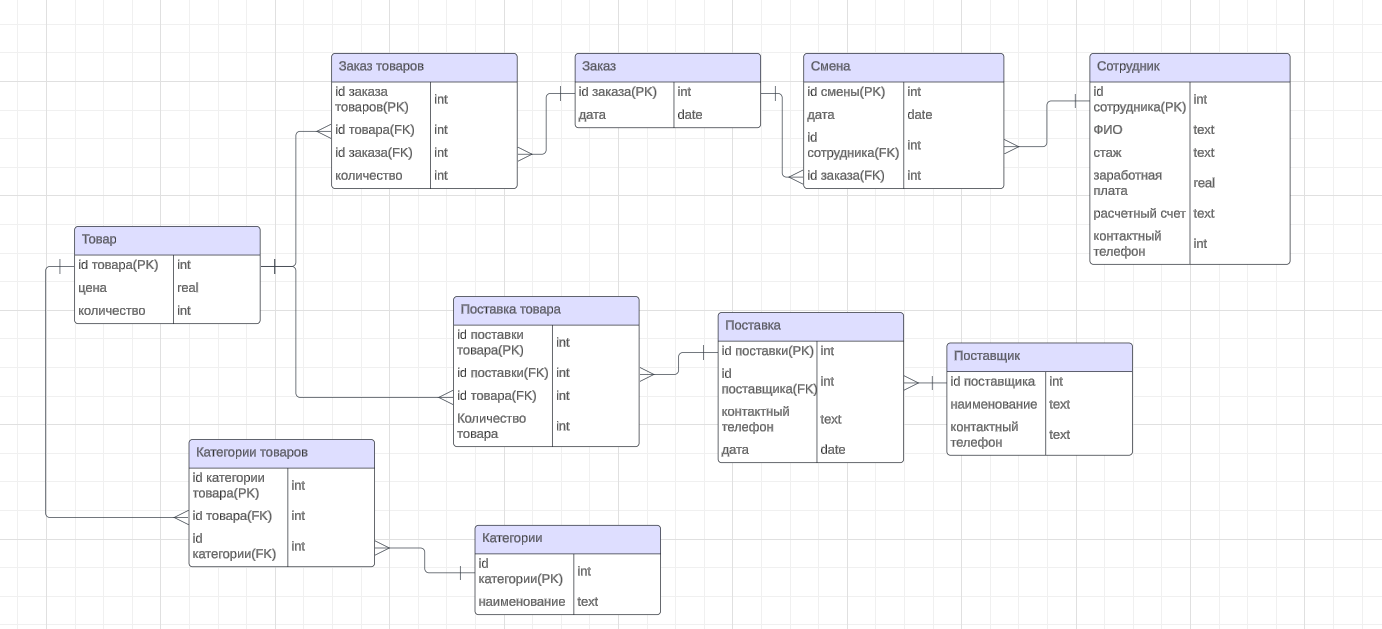 Заказ товаров
id заказа
товаров(PK)
int
id товара(FK)
int
id заказа(FK)
int
количество
int
Заказ
id заказа(PK)
int
дата
date
Смена
id смены(PK)
int
дата
date
id
сотрудника(FK)
int
id заказа(FK)
int
Сотрудник
id
сотрудника(PK)
int
ФИО
text
стаж
text
заработная
плата
real
расчетный счет
text
контактный
телефон
int
Товар
id товара(PK)
int
цена
real
количество
int
Поставка товара
id поставки
товара(PK)
int
id поставки(FK)
int
id товара(FK)
int
Количество
товара
int
Поставка
id поставки(PK)
int
id
поставщика(FK)
int
контактный
телефон
text
дата
date
Поставщик
id поставщика
int
наименование
text
контактный
телефон
text
Категории товаров
id категории
товара(PK)
int
id товара(FK)
int
id
категории(FK)
int
Категории
id
категории(PK)
int
наименование
text